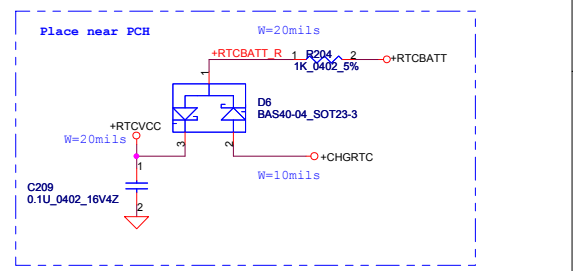 Place near PCH
W=20mils
+RTCBATT_R
1
R204
2
1K_0402_5%
+RTCBATT
1
D6
BAS40-04_SOT23-3
+RTCVCC
W=20mils
3
2
+CHGRTC
1
W=10mils
C209
0.1U_0402_16V4Z
2